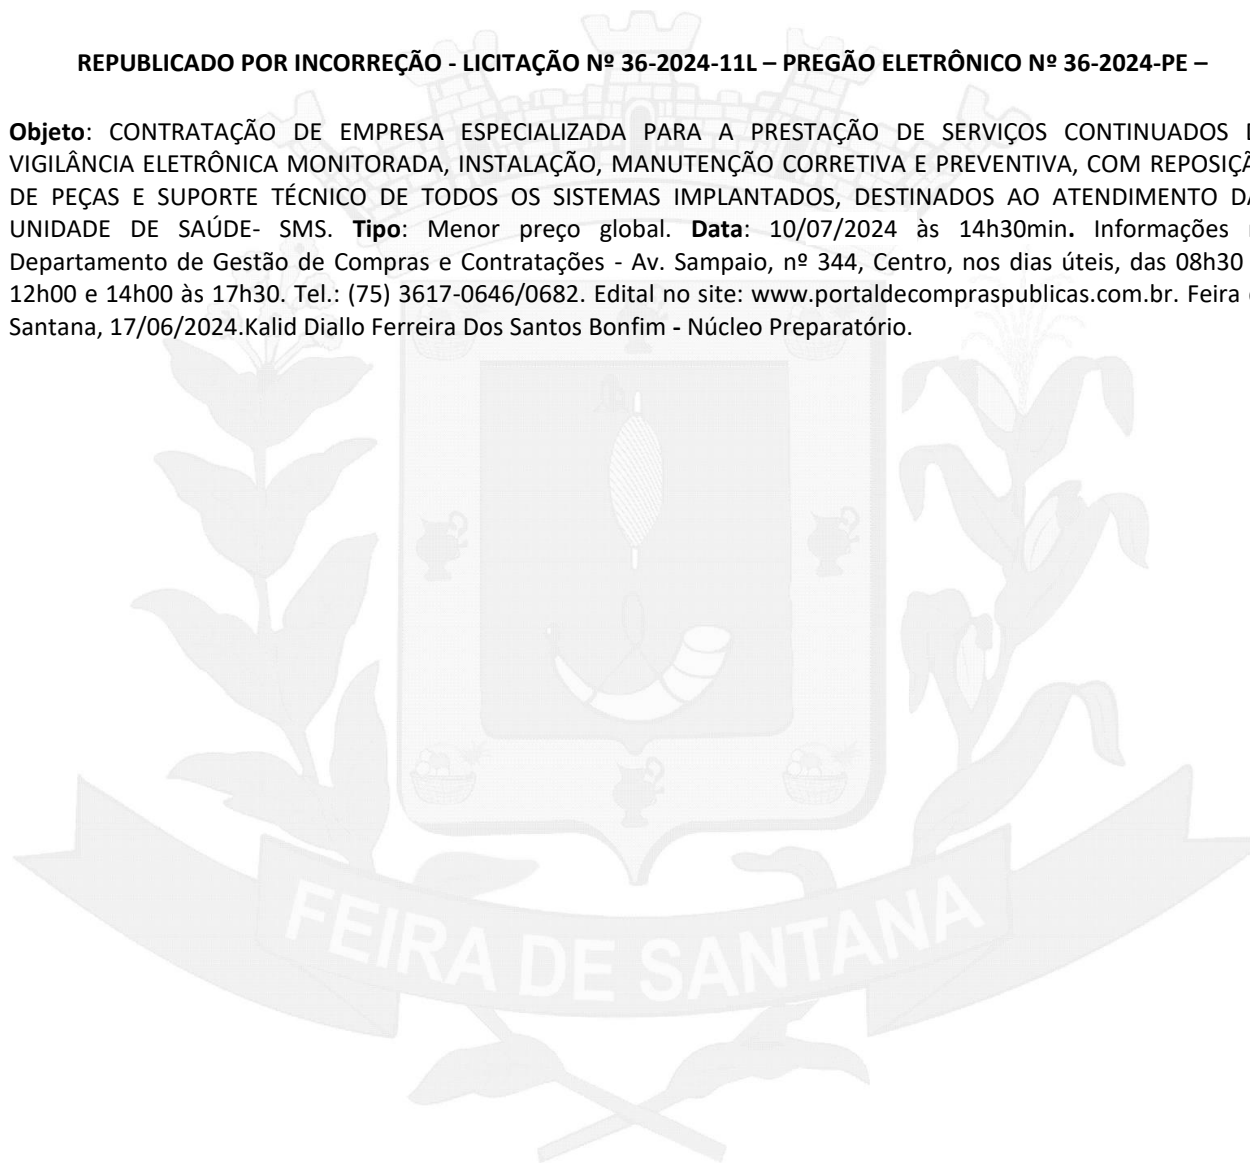 REPUBLICADO POR INCORREÇÃO - LICITAÇÃO Nº 36-2024-11L – PREGÃO ELETRÔNICO Nº 36-2024-PE –
Objeto: CONTRATAÇÃO DE EMPRESA ESPECIALIZADA PARA A PRESTAÇÃO DE SERVIÇOS CONTINUADOS
VIGILÂNCIA ELETRÔNICA MONITORADA, INSTALAÇÃO, MANUTENÇÃO CORRETIVA E PREVENTIVA, COM REPOSIÇÃ
DE PEÇAS E SUPORTE TÉCNICO DE TODOS OS SISTEMAS IMPLANTADOS, DESTINADOS AO ATENDIMENTO DA
UNIDADE DE SAÚDE- SMS. Tipo: Menor preço global. Data: 10/07/2024 às 14h30min. Informações
Departamento de Gestão de Compras e Contratações - Av. Sampaio, nº 344, Centro, nos dias úteis, das 08h30
12h00 e 14h00 às 17h30. Tel.: (75) 3617-0646/0682. Edital no site: www.portaldecompraspublicas.com.br. Feira
Santana, 17/06/2024.Kalid Diallo Ferreira Dos Santos Bonfim - Núcleo Preparatório.
FEIRA DE SANTANA